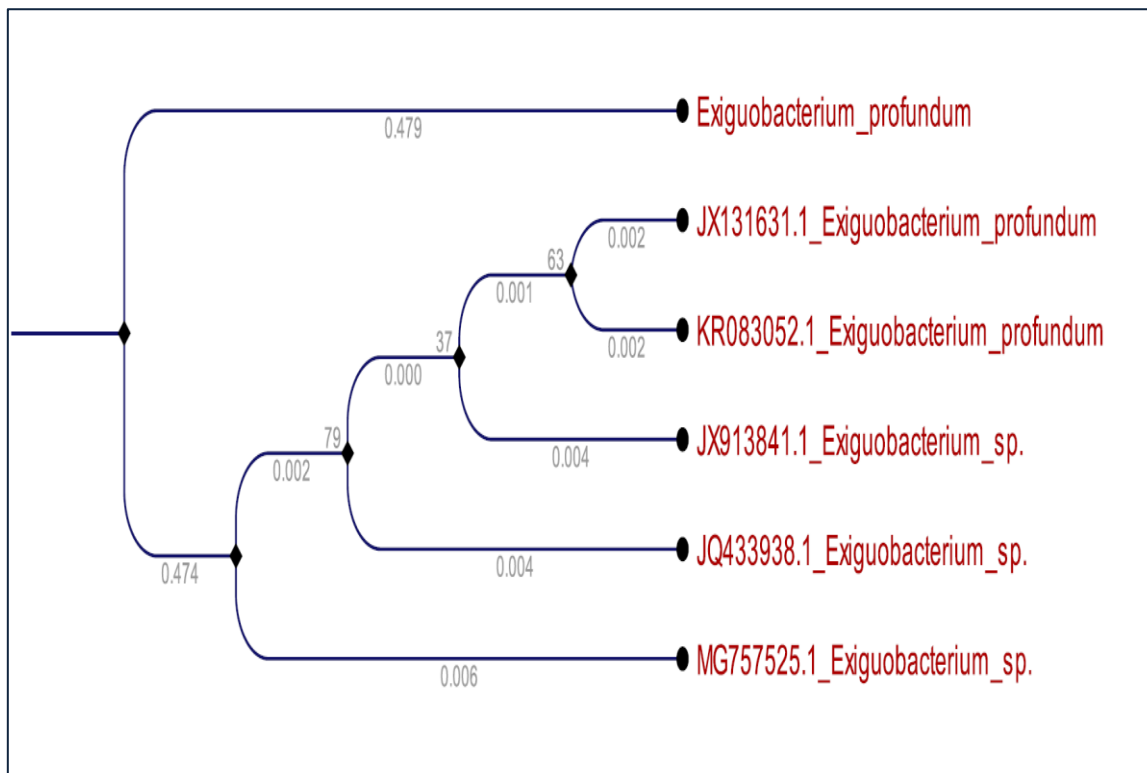 Exiguobacterium_profundum
0.479
JX131631.1_Exiguobacterium_profundum
0.002
63
0.001
KR083052.1_Exiguobacterium_profundum
0.002
37
0.000
JX913841.1_Exiguobacterium_sp.
0.004
79
0.002
JQ433938.1_Exiguobacterium_sp.
0.004
0.474
MG757525.1_Exiguobacterium_sp.
0.006